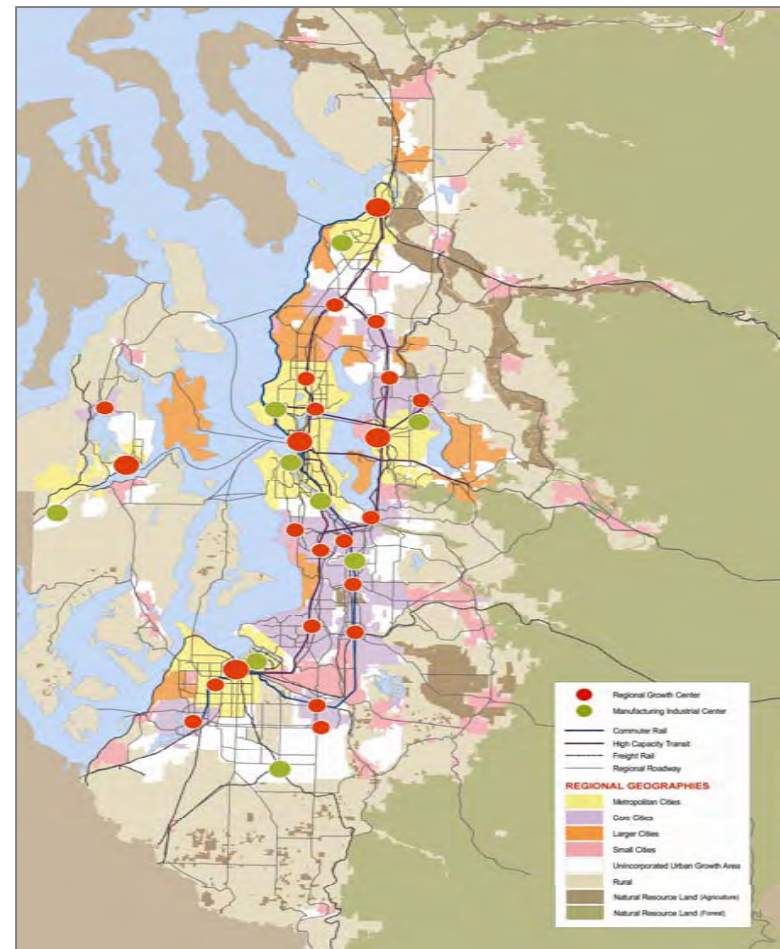 Regional Growth Center
Manufacturing Industrial Center
Commuter Rail
High Capacity Transit
Freight Rail
Regional Roadway
REGIONAL GEOGRAPHIES
Metropolitan Cities
Core Cities
Larger Cities
Small Cities
Unincorporated Urban Growth Area
Rural
Natural Resource Land (Agriculture)
Natural Resource Land (Forest)